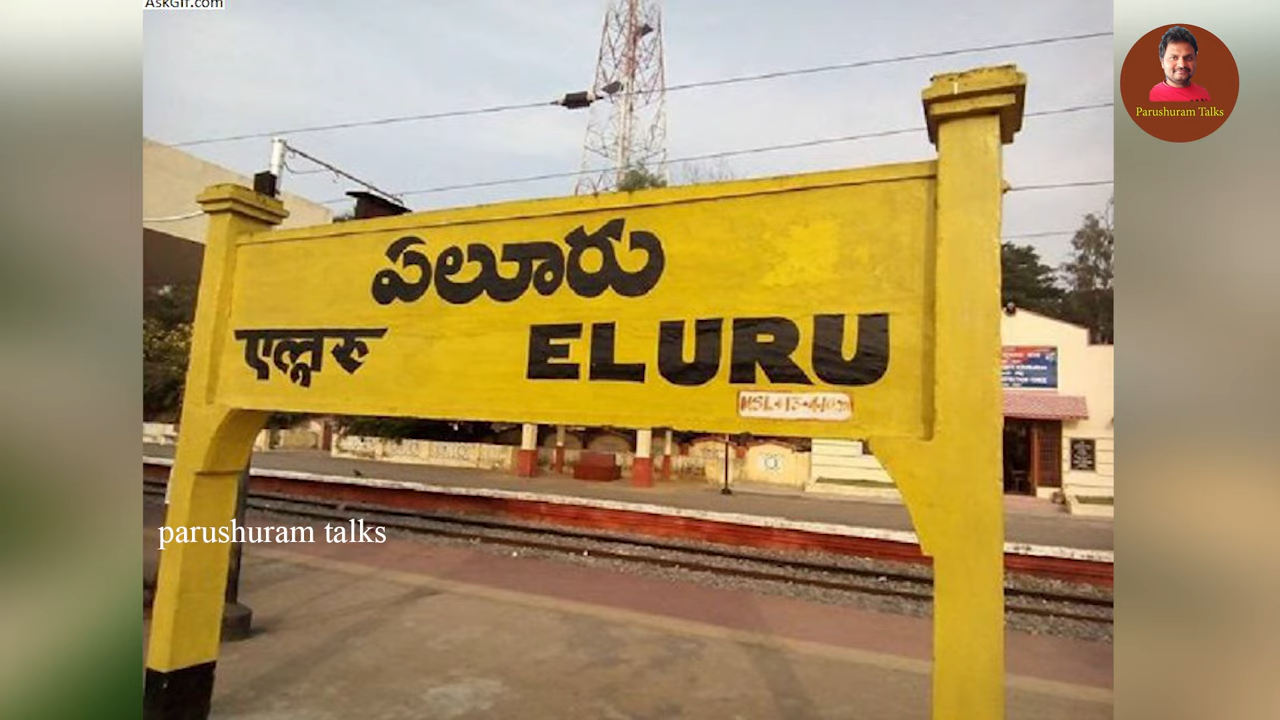 AskGif.com
Parushuram Talks
ఏలూరు
एलूरु
ELURU
parushuram talks